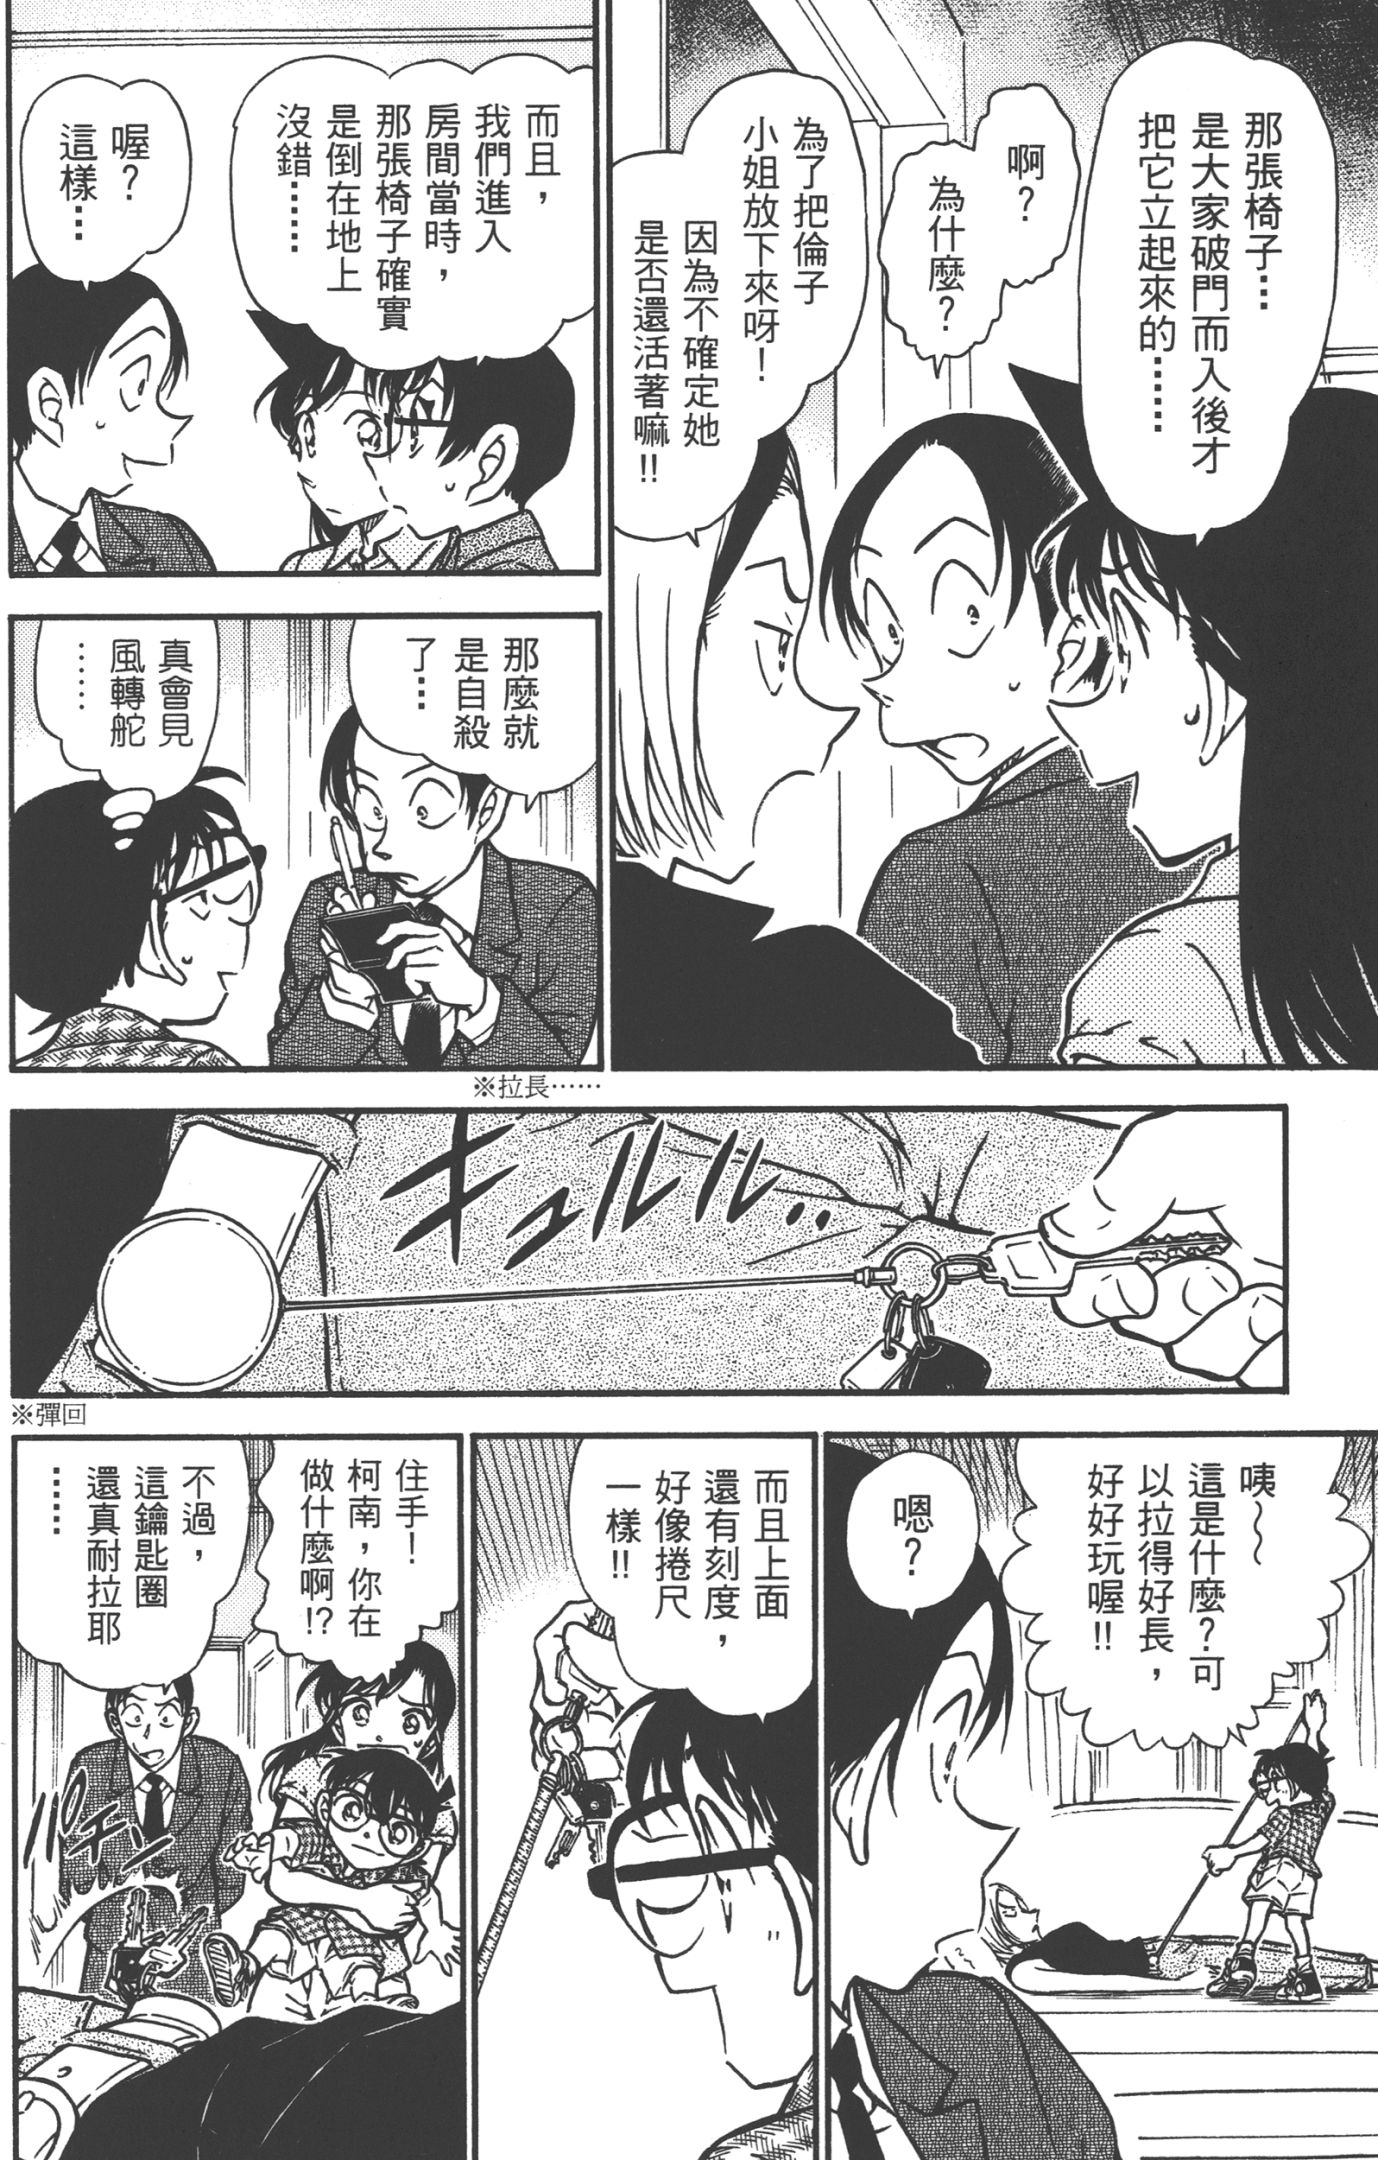 那張椅子…
是大家破門而入後才
把它立起來的……
啊？
為什麼？
為了把倫子
小姐放下來呀！
因為不確定她
是否還活著嘛!!
而且，
我們進入
房間當時，
那張椅子確實
是倒在地上
沒錯……
喔？
這樣…
那麼就
是自殺
了…
真會見
風轉舵
……
※拉長……
キュルルル..
咦～
這是什麼？可
以拉得好長，
好好玩喔!!
嗯？
而且上面
還有刻度，
好像捲尺
一樣!!
※彈回
住手！
柯南，你在
做什麼啊!?
不過，
這鑰匙圈
還真耐拉耶
……
パチン